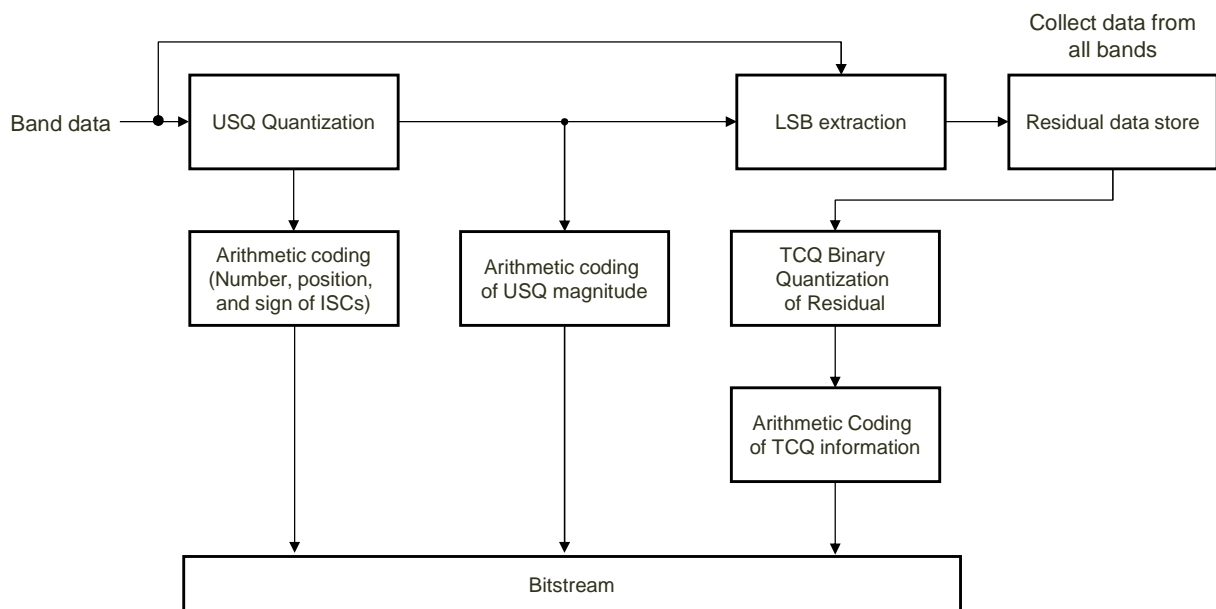 Collect data from
all bands
Band data
USQ Quantization
LSB extraction
Residual data store
Arithmetic coding
(Number, position,
and sign of ISCs)
Arithmetic coding
of USQ magnitude
TCQ Binary
Quantization
of Residual
Arithmetic Coding
of TCQ information
Bitstream